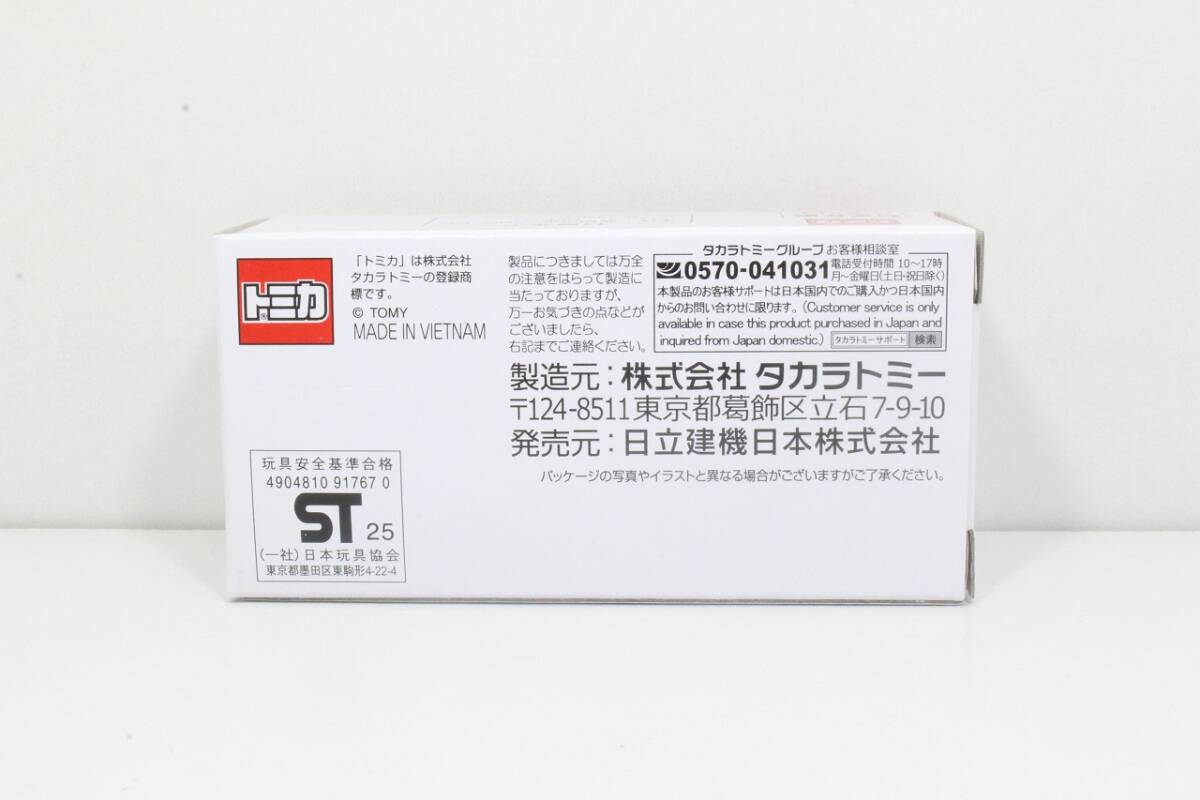 トミカ
®
「トミカ」は株式会社
タカラトミーの登録商
標です。
© TOMY
MADE IN VIETNAM
製品につきましては万全
の注意をはらって製造に
当たっておりますが、
万一お気づきの点などが
ございましたら、
右記までご連絡ください。
タカラトミーグループ お客様相談室
0570-041031 電話受付時間 10～17時
月～金曜日(土日・祝日除く)
本製品のお客様サポートは日本国内でのご購入かつ日本国内
からのお問い合わせに限ります。(Customer service is only
available in case this product purchased in Japan and
inquired from Japan domestic.) タカラトミーサポート 検索
製造元：株式会社 タカラトミー
〒124-8511 東京都葛飾区立石7-9-10
発売元：日立建機日本株式会社
パッケージの写真やイラストと異なる場合がございますがご了承ください。
玩具安全基準合格
4904810 91767 0
ST 25
(一社)日本玩具協会
東京都墨田区東駒形4-22-4